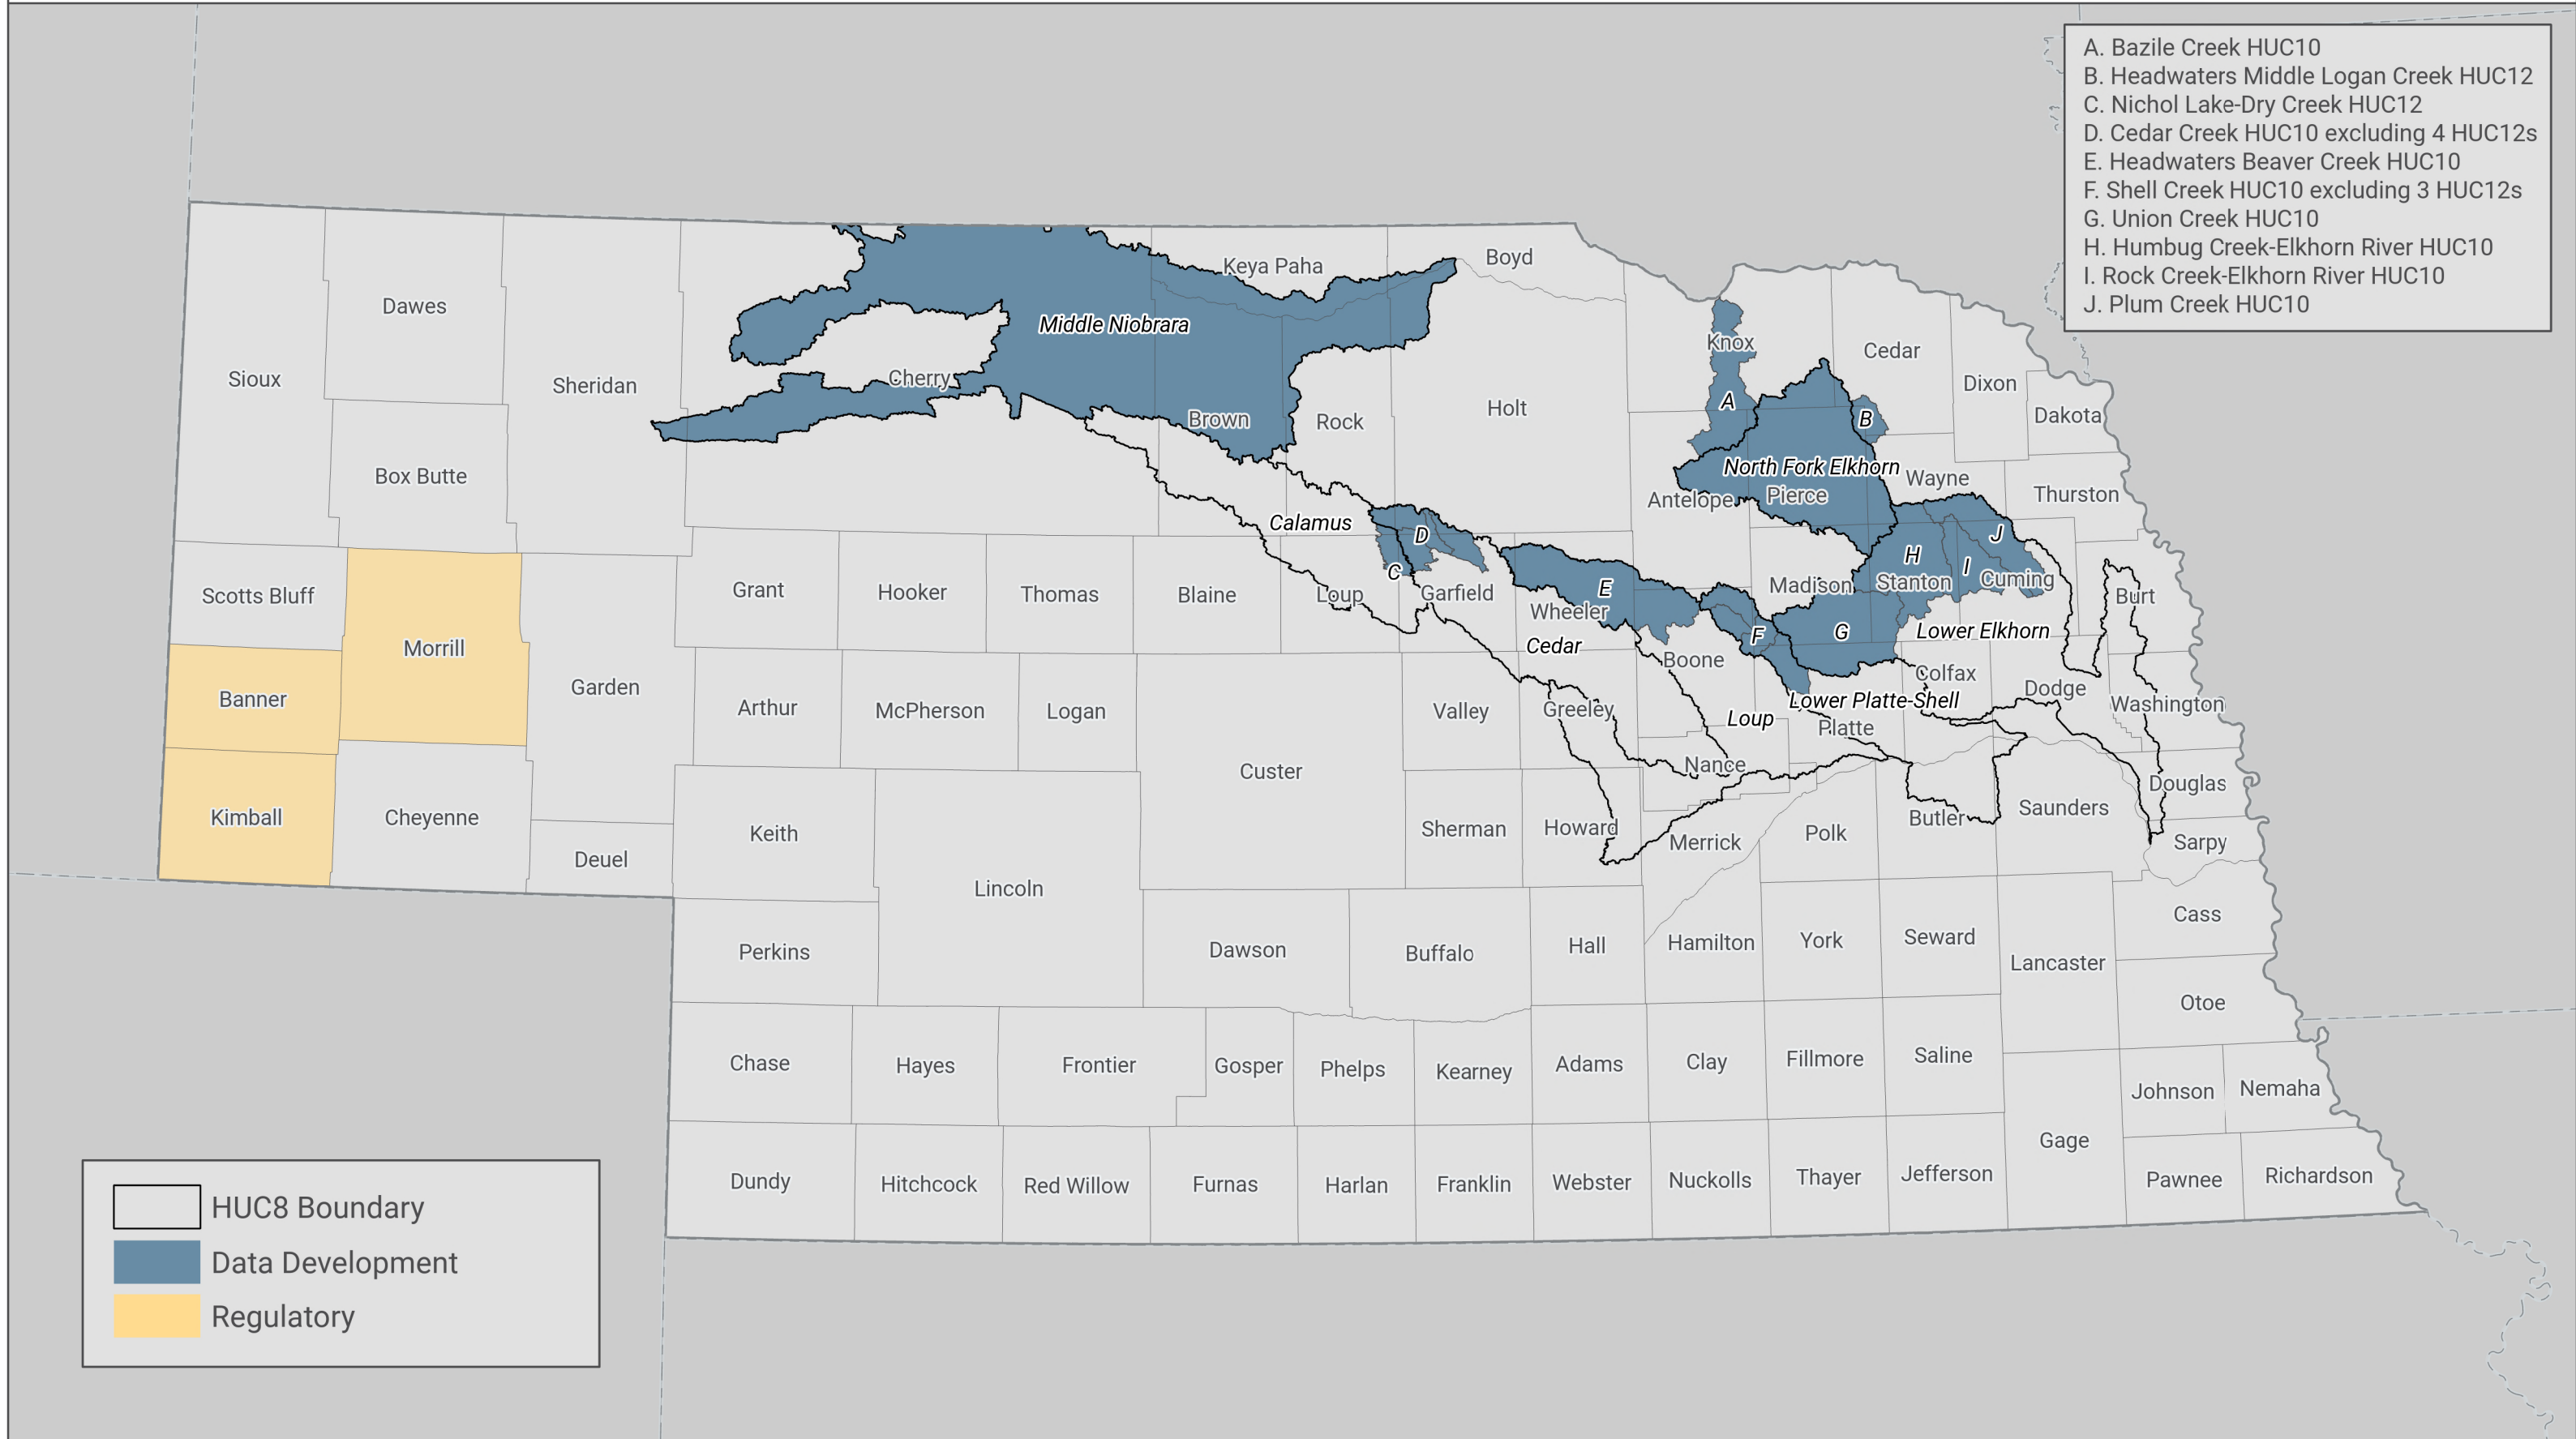 A. Bazile Creek HUC10
B. Headwaters Middle Logan Creek HUC12
C. Nichol Lake-Dry Creek HUC12
D. Cedar Creek HUC10 excluding 4 HUC12s
E. Headwaters Beaver Creek HUC10
F. Shell Creek HUC10 excluding 3 HUC12s
G. Union Creek HUC10
H. Humbug Creek-Elkhorn River HUC10
I. Rock Creek-Elkhorn River HUC10
J. Plum Creek HUC10
Keya Paha
Boyd
Dawes
Middle Niobrara
Knox
Cedar
Sioux
Sheridan
Cherry
Dixon
Brown
Rock
Holt
A
B
Dakota
Box Butte
North Fork Elkhorn
Wayne
Antelope
Pierce
Thurston
Calamus
D
J
H
C
I
Scotts Bluff
Grant
Hooker
Thomas
Blaine
Loup
Garfield
E
Wheeler
Madison
Stanton
Cuming
Burt
Morrill
F
G
Lower Elkhorn
Cedar
Boone
Colfax
Banner
Garden
Arthur
McPherson
Logan
Valley
Greeley
Lower Platte-Shell
Dodge
Washington
Loup
Platte
Custer
Nance
Douglas
Kimball
Cheyenne
Keith
Sherman
Howard
Merrick
Polk
Butler
Saunders
Sarpy
Deuel
Lincoln
Cass
Perkins
Dawson
Buffalo
Hall
Hamilton
York
Seward
Lancaster
Otoe
Chase
Hayes
Frontier
Gosper
Phelps
Kearney
Adams
Clay
Fillmore
Saline
Johnson
Nemaha
Gage
Dundy
Hitchcock
Red Willow
Furnas
Harlan
Franklin
Webster
Nuckolls
Thayer
Jefferson
Pawnee
Richardson
HUC8 Boundary
Data Development
Regulatory